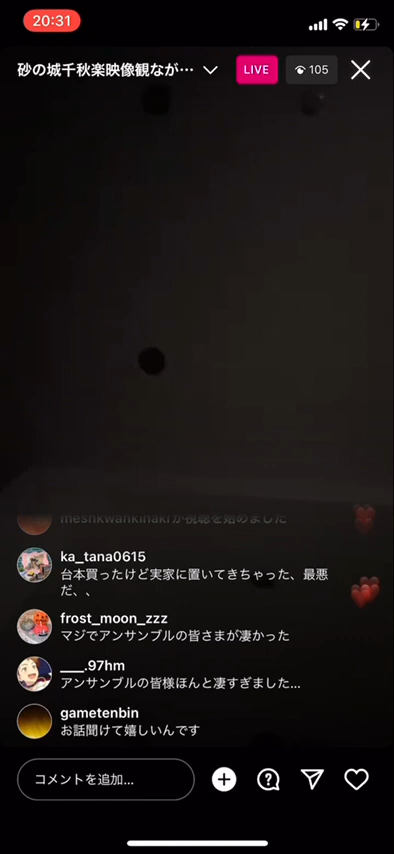 20:31
砂の城千秋楽映像観なが…
LIVE
105
meshkwankinakiが視聴を始めました
ka_tana0615
台本買ったけど実家に置いてきちゃった、最悪
だ、、
frost_moon_zzz
マジでアンサンブルの皆さまが凄かった
___.97hm
アンサンブルの皆様ほんと凄すぎました...
gametenbin
お話聞けて嬉しいんです
コメントを追加...